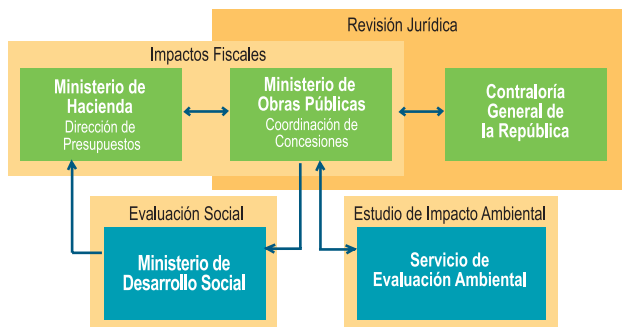 Revisión Jurídica
Impactos Fiscales
Ministerio de
Hacienda
Dirección de
Presupuestos
Ministerio de
Obras Públicas
Coordinación de
Concesiones
Contraloría
General de
la República
Evaluación Social
Ministerio de
Desarrollo Social
Estudio de Impacto Ambiental
Servicio de
Evaluación Ambiental